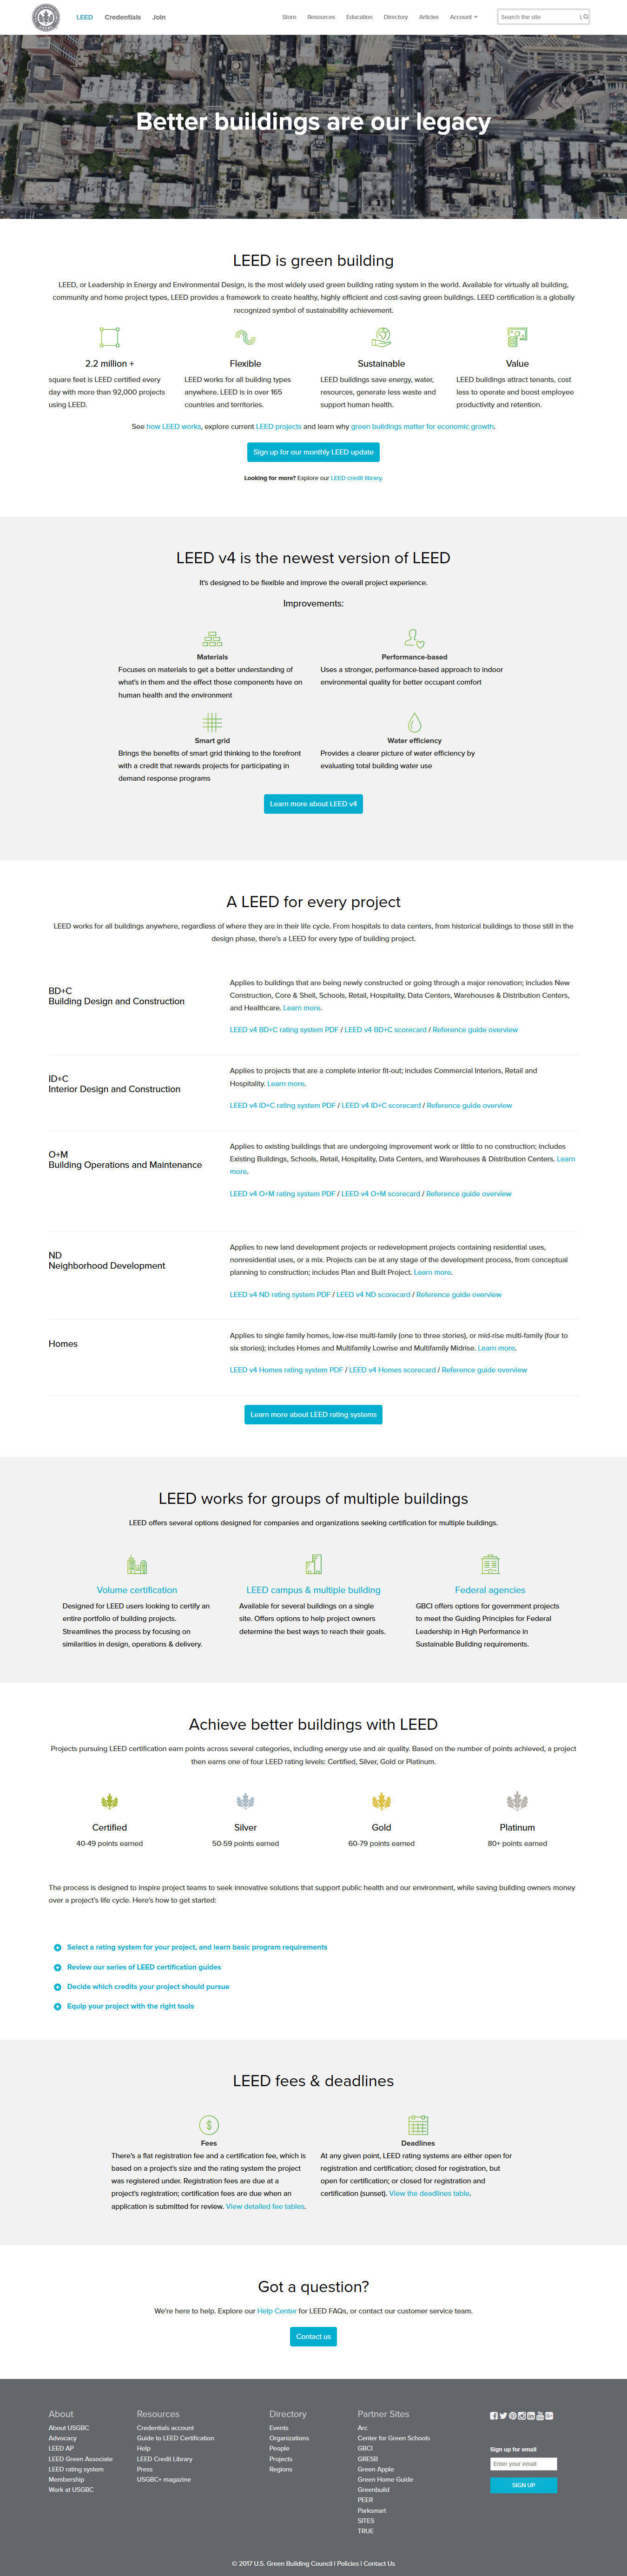 LEED
Credentials
Join
Store
Resources
Education
Directory
Articles
Account
Search the site
Better buildings are our legacy
LEED is green building
LEED, or Leadership in Energy and Environmental Design, is the most widely used green building rating system in the world. Available for virtually all building,
community and home project types, LEED provides a framework to create healthy, highly efficient and cost-saving green buildings. LEED certification is a globally
recognized symbol of sustainability achievement.
2.2 million +
square feet is LEED certified every
day with more than 92,000 projects
using LEED.
Flexible
LEED works for all building types
anywhere. LEED is in over 165
countries and territories.
Sustainable
LEED buildings save energy, water,
resources, generate less waste and
support human health.
Value
LEED buildings attract tenants, cost
less to operate and boost employee
productivity and retention.
See how LEED works, explore current LEED projects and learn why green buildings matter for economic growth.
Sign up for our monthly LEED update
Looking for more? Explore our LEED credit library.
LEED v4 is the newest version of LEED
It's designed to be flexible and improve the overall project experience.
Improvements:
Materials
Focuses on materials to get a better understanding of
what's in them and the effect those components have on
human health and the environment
Performance-based
Uses a stronger, performance-based approach to indoor
environmental quality for better occupant comfort
Smart grid
Brings the benefits of smart grid thinking to the forefront
with a credit that rewards projects for participating in
demand response programs
Water efficiency
Provides a clearer picture of water efficiency by
evaluating total building water use
Learn more about LEED v4
A LEED for every project
LEED works for all buildings anywhere, regardless of where they are in their life cycle. From hospitals to data centers, from historical buildings to those still in the
design phase, there's a LEED for every type of building project.
BD+C
Building Design and Construction
Applies to buildings that are being newly constructed or going through a major renovation; includes New
Construction, Core & Shell, Schools, Retail, Hospitality, Data Centers, Warehouses & Distribution Centers,
and Healthcare. Learn more.
LEED v4 BD+C rating system PDF / LEED v4 BD+C scorecard / Reference guide overview
ID+C
Interior Design and Construction
Applies to projects that are a complete interior fit-out; includes Commercial Interiors, Retail and
Hospitality. Learn more.
LEED v4 ID+C rating system PDF / LEED v4 ID+C scorecard / Reference guide overview
O+M
Building Operations and Maintenance
Applies to existing buildings that are undergoing improvement work or little to no construction; includes
Existing Buildings, Schools, Retail, Hospitality, Data Centers, and Warehouses & Distribution Centers. Learn
more.
LEED v4 O+M rating system PDF / LEED v4 O+M scorecard / Reference guide overview
ND
Neighborhood Development
Applies to new land development projects or redevelopment projects containing residential uses,
nonresidential uses, or a mix. Projects can be at any stage of the development process, from conceptual
planning to construction; includes Plan and Built Project. Learn more.
LEED v4 ND rating system PDF / LEED v4 ND scorecard / Reference guide overview
Homes
Applies to single family homes, low-rise multi-family (one to three stories), or mid-rise multi-family (four to
six stories); includes Homes and Multifamily Lowrise and Multifamily Midrise. Learn more.
LEED v4 Homes rating system PDF / LEED v4 Homes scorecard / Reference guide overview
Learn more about LEED rating systems
LEED works for groups of multiple buildings
LEED offers several options designed for companies and organizations seeking certification for multiple buildings.
Volume certification
Designed for LEED users looking to certify an
entire portfolio of building projects.
Streamlines the process by focusing on
similarities in design, operations & delivery.
LEED campus & multiple building
Available for several buildings on a single
site. Offers options to help project owners
determine the best ways to reach their goals.
Federal agencies
GBCI offers options for government projects
to meet the Guiding Principles for Federal
Leadership in High Performance in
Sustainable Building requirements.
Achieve better buildings with LEED
Projects pursuing LEED certification earn points across several categories, including energy use and air quality. Based on the number of points achieved, a project
then earns one of four LEED rating levels: Certified, Silver, Gold or Platinum.
Certified
40-49 points earned
Silver
50-59 points earned
Gold
60-79 points earned
Platinum
80+ points earned
The process is designed to inspire project teams to seek innovative solutions that support public health and our environment, while saving building owners money
over a project's life cycle. Here's how to get started:
Select a rating system for your project, and learn basic program requirements
Review our series of LEED certification guides
Decide which credits your project should pursue
Equip your project with the right tools
LEED fees & deadlines
Fees
There's a flat registration fee and a certification fee, which is
based on a project's size and the rating system the project
was registered under. Registration fees are due at a
project's registration; certification fees are due when an
application is submitted for review. View detailed fee tables.
Deadlines
At any given point, LEED rating systems are either open for
registration and certification; closed for registration, but
open for certification; or closed for registration and
certification (sunset). View the deadlines table.
Got a question?
We're here to help. Explore our Help Center for LEED FAQs, or contact our customer service team.
Contact us
About
About USGBC
Advocacy
LEED AP
LEED Green Associate
LEED rating system
Membership
Work at USGBC
Resources
Credentials account
Guide to LEED Certification
Help
LEED Credit Library
Press
USGBC+ magazine
Directory
Events
Organizations
People
Projects
Regions
Partner Sites
Arc
Center for Green Schools
GBCI
GRESB
Green Apple
Green Home Guide
Greenbuild
PEER
Parksmart
SITES
TRUE
Sign up for email
Enter your email
SIGN UP
© 2017 U.S. Green Building Council | Policies | Contact Us